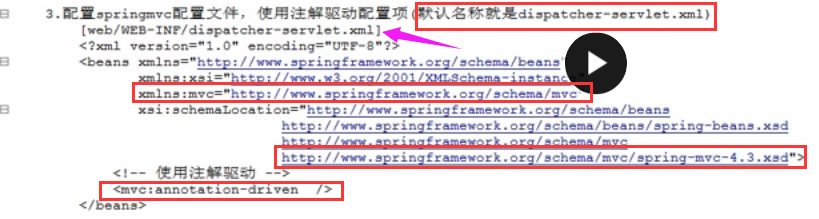 3.配置springmvc配置文件，使用注解驱动配置项(默认名称就是dispatcher-servlet.xml)
[web/WEB-INF/dispatcher-servlet.xml]
<?xml version="1.0" encoding="UTF-8"?>
<beans xmlns="http://www.springframework.org/schema/beans"
xmlns:xsi="http://www.w3.org/2001/XMLSchema-instance"
xmlns:mvc="http://www.springframework.org/schema/mvc"
xsi:schemaLocation="http://www.springframework.org/schema/beans
http://www.springframework.org/schema/beans/spring-beans.xsd
http://www.springframework.org/schema/mvc
http://www.springframework.org/schema/mvc/spring-mvc-4.3.xsd">
<!-- 使用注解驱动 -->
<mvc:annotation-driven />
</beans>